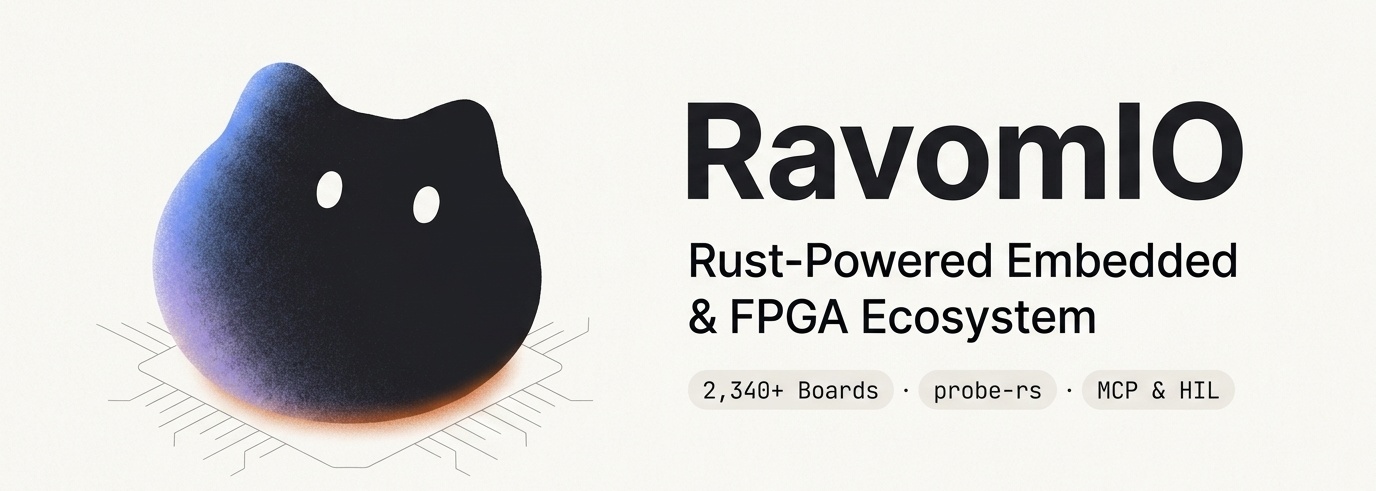 RavomIO
Rust-Powered Embedded
& FPGA Ecosystem
2,340+ Boards · probe-rs · MCP & HIL